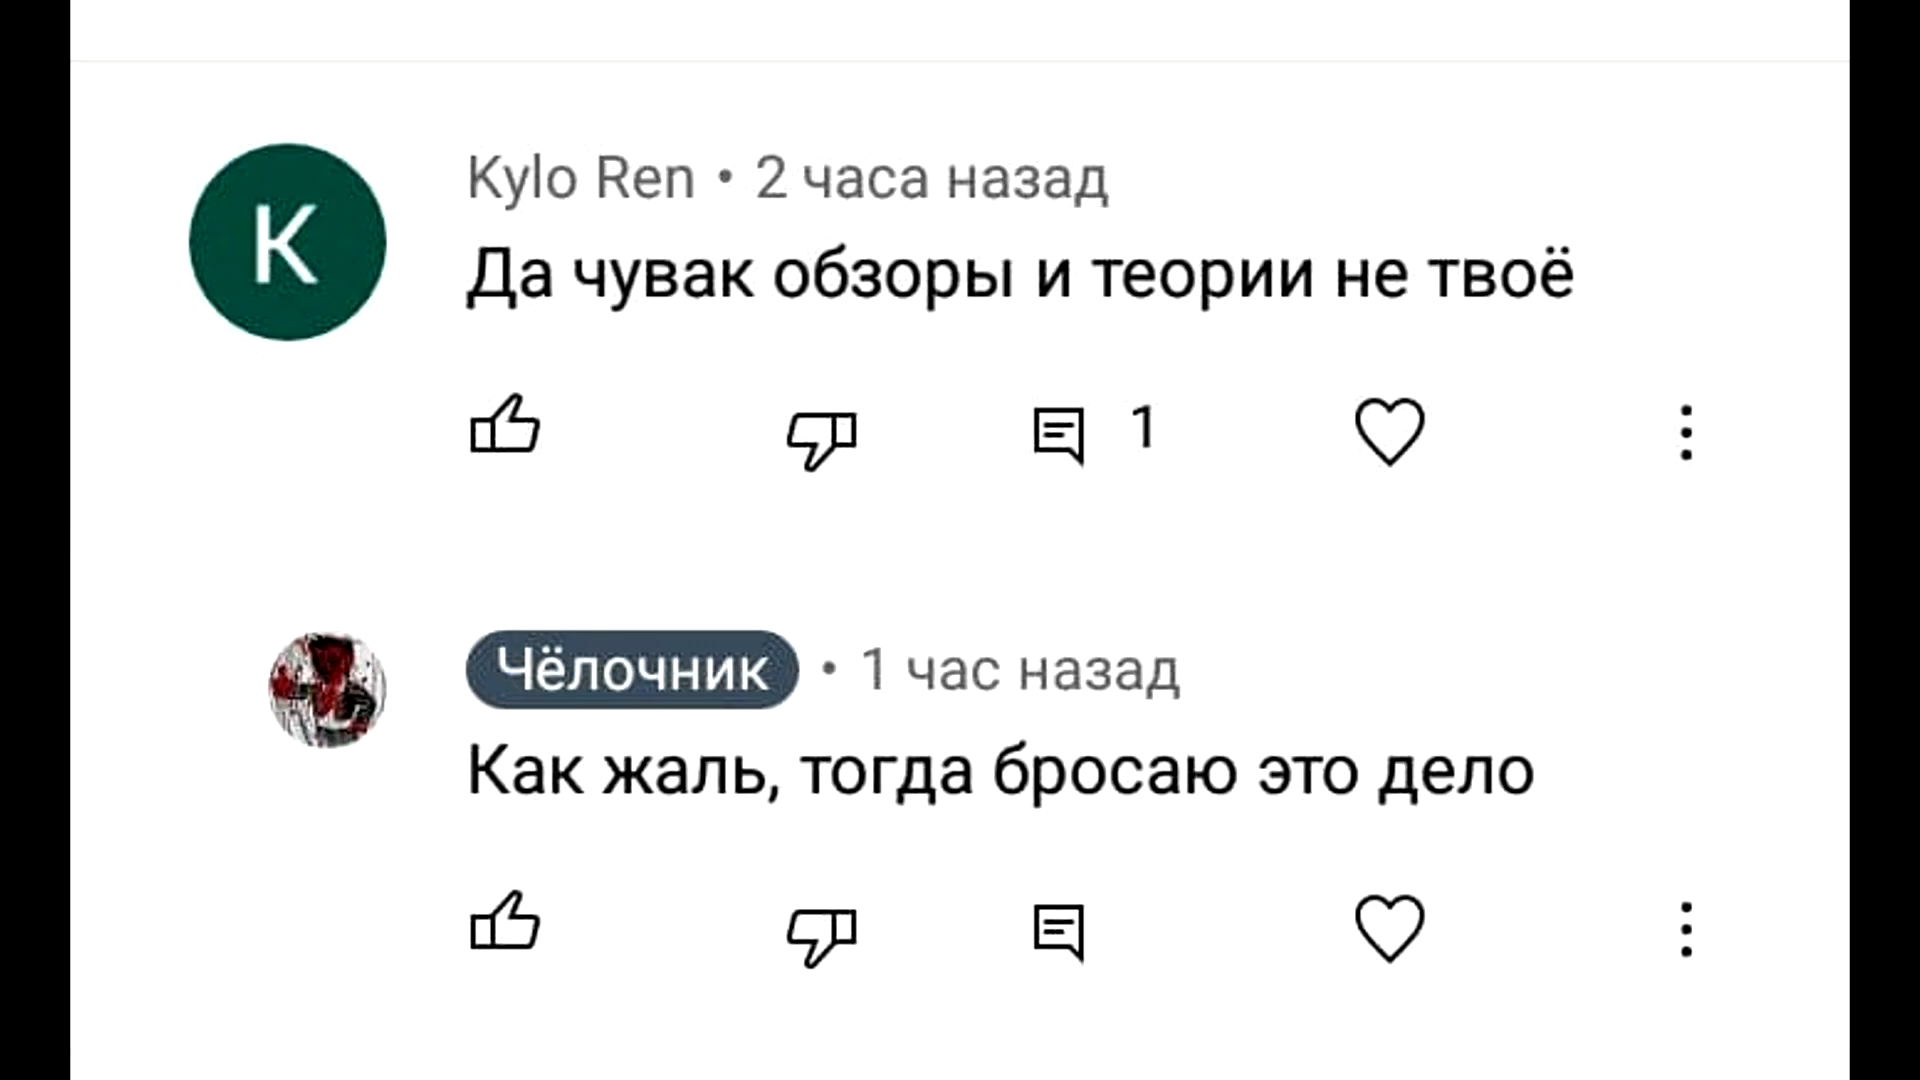 K
Kylo Ren • 2 часа назад
Да чувак обзоры и теории не твоё
1
Чёлочник • 1 час назад
Как жаль, тогда бросаю это дело